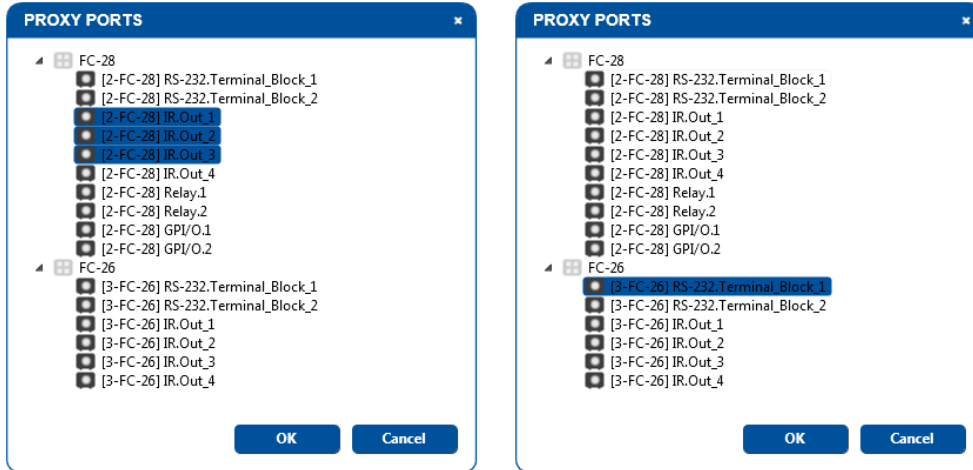 PROXY PORTS
FC-28
[2-FC-28] RS-232.Terminal_Block_1
[2-FC-28] RS-232.Terminal_Block_2
[2-FC-28] IR.Out_1
[2-FC-28] IR.Out_2
[2-FC-28] IR.Out_3
[2-FC-28] IR.Out_4
[2-FC-28] Relay.1
[2-FC-28] Relay.2
[2-FC-28] GPI/O.1
[2-FC-28] GPI/O.2
FC-26
[3-FC-26] RS-232.Terminal_Block_1
[3-FC-26] RS-232.Terminal_Block_2
[3-FC-26] IR.Out_1
[3-FC-26] IR.Out_2
[3-FC-26] IR.Out_3
[3-FC-26] IR.Out_4
OK Cancel
PROXY PORTS
FC-28
[2-FC-28] RS-232.Terminal_Block_1
[2-FC-28] RS-232.Terminal_Block_2
[2-FC-28] IR.Out_1
[2-FC-28] IR.Out_2
[2-FC-28] IR.Out_3
[2-FC-28] IR.Out_4
[2-FC-28] Relay.1
[2-FC-28] Relay.2
[2-FC-28] GPI/O.1
[2-FC-28] GPI/O.2
FC-26
[3-FC-26] RS-232.Terminal_Block_1
[3-FC-26] RS-232.Terminal_Block_2
[3-FC-26] IR.Out_1
[3-FC-26] IR.Out_2
[3-FC-26] IR.Out_3
[3-FC-26] IR.Out_4
OK Cancel